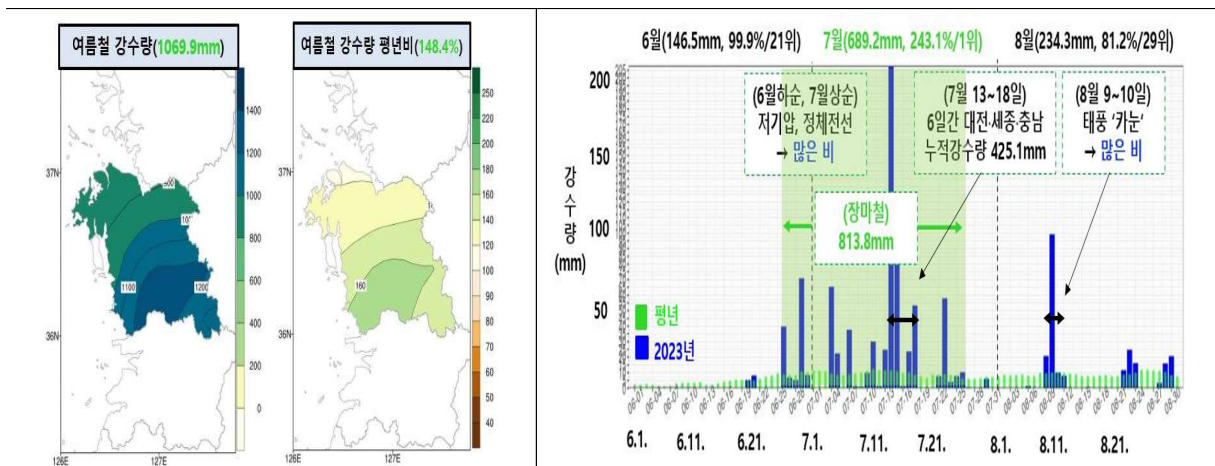 여름철 강수량(1069.9mm)
여름철 강수량 평년비(148.4%)
37N
36N
126E
127E
1100
1200
1400
1200
1000
800
600
400
200
0
37N
36N
126E
127E
160
250
200
180
160
140
120
110
100
90
80
70
60
50
40
6월(146.5mm, 99.9%/21위)
7월(689.2mm, 243.1%/1위)
8월(234.3mm, 81.2%/29위)
200
150
100
50
강수량
(mm)
(6월하순, 7월상순)
저기압, 정체전선
→ 많은 비
(7월 13~18일)
6일간 대전·세종·충남
누적강수량 425.1mm
(8월 9~10일)
태풍 ‘카눈’
→ 많은 비
(장마철)
813.8mm
평년
2023년
6.1.
6.11.
6.21.
7.1.
7.11.
7.21.
8.1.
8.11.
8.21.